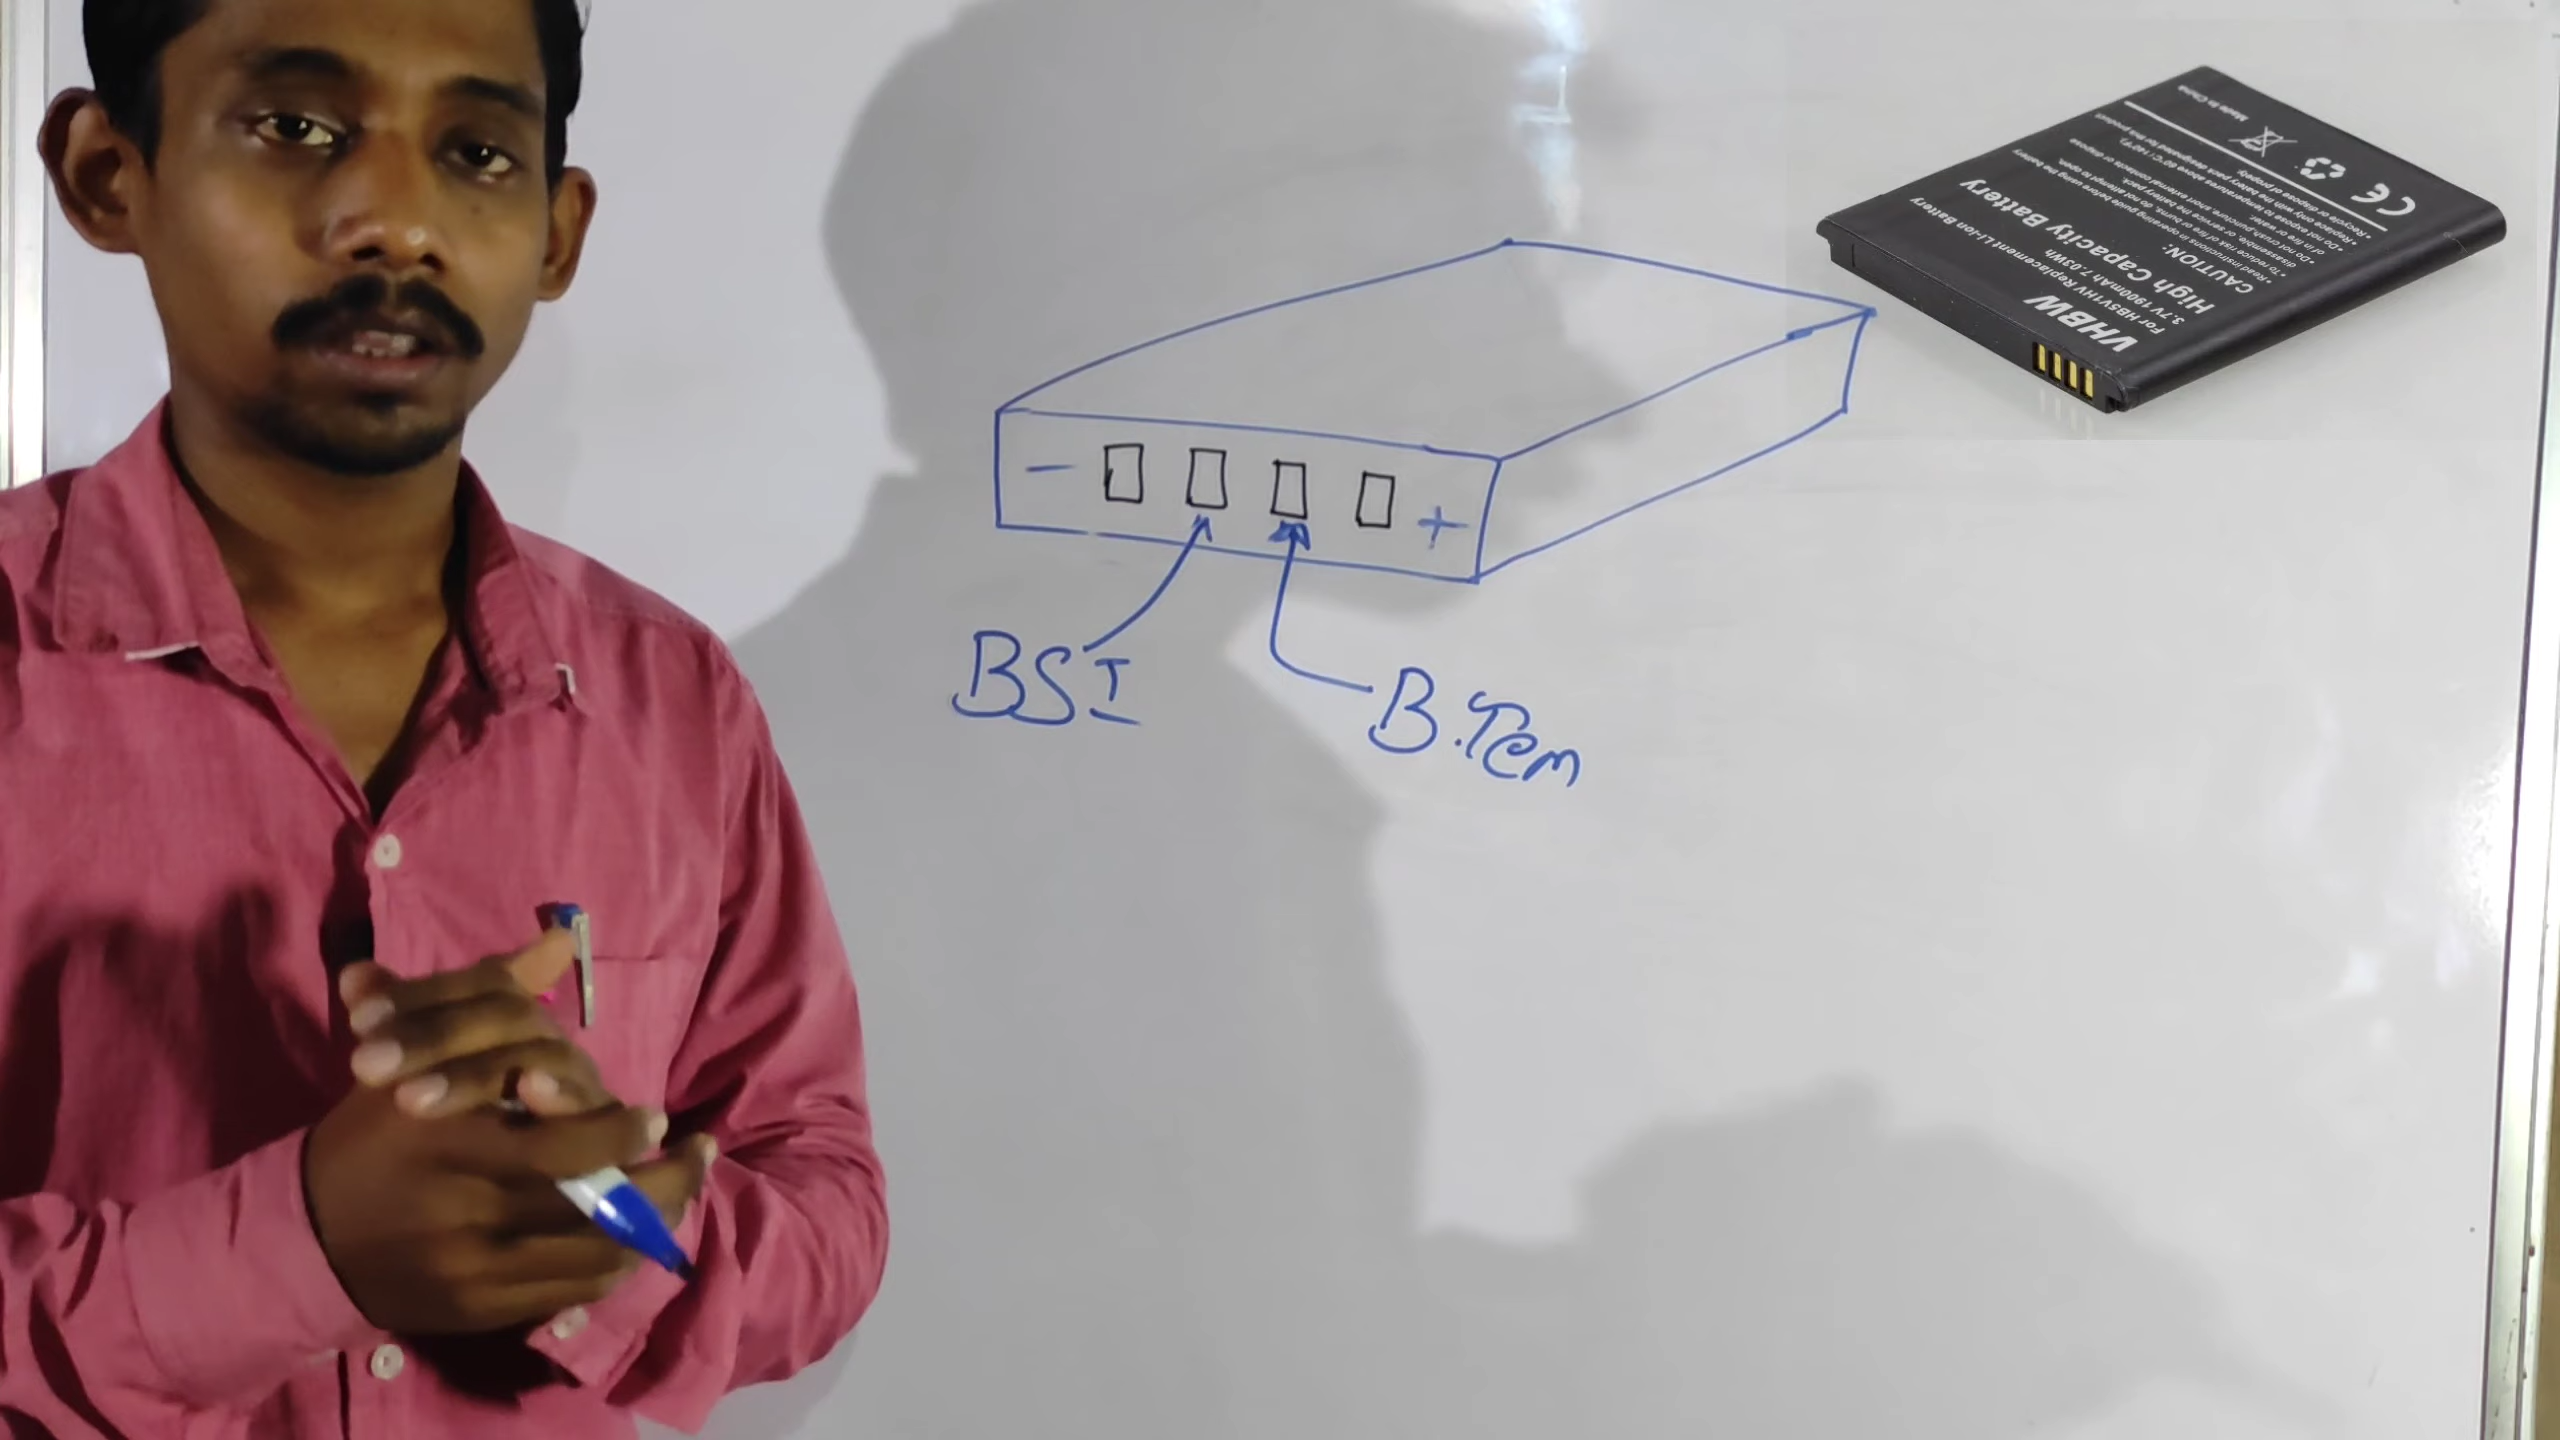 − +
BSI
B.Tem
VHBW
For HB5V1HV Replacement Li-ion Battery
3.7V 1900mAh 7.03Wh
High Capacity Battery
CAUTION:
CE
Made in China